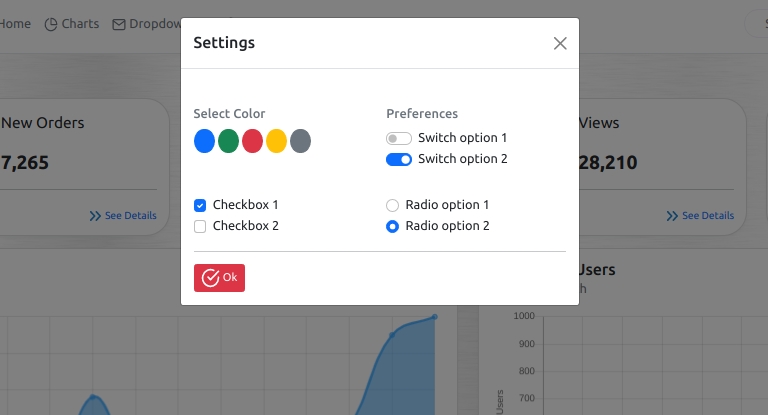 Home Charts
Settings
New Orders
7,265
See Details
Views
28,210
See Details
Select Color
Preferences
Switch option 1
Switch option 2
Checkbox 1
Checkbox 2
Radio option 1
Radio option 2
Ok
Users
1000
900
800
700
Users